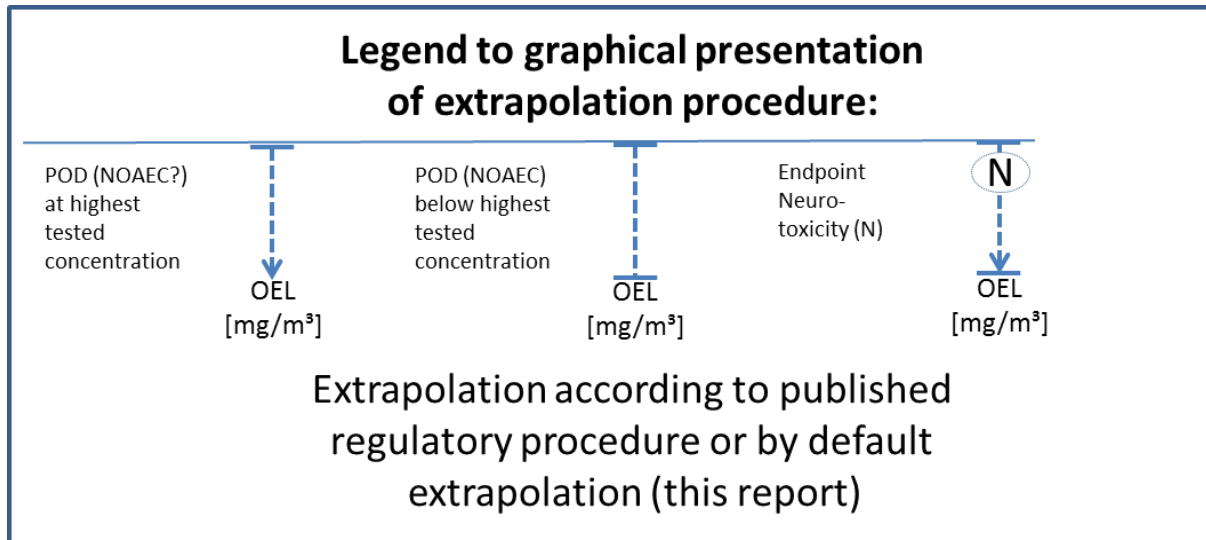 Legend to graphical presentation
of extrapolation procedure:
POD (NOAEC?)
at highest
tested
concentration
OEL
[mg/m³]
POD (NOAEC)
below highest
tested
concentration
OEL
[mg/m³]
Endpoint
Neuro-
toxicity (N)
N
OEL
[mg/m³]
Extrapolation according to published
regulatory procedure or by default
extrapolation (this report)